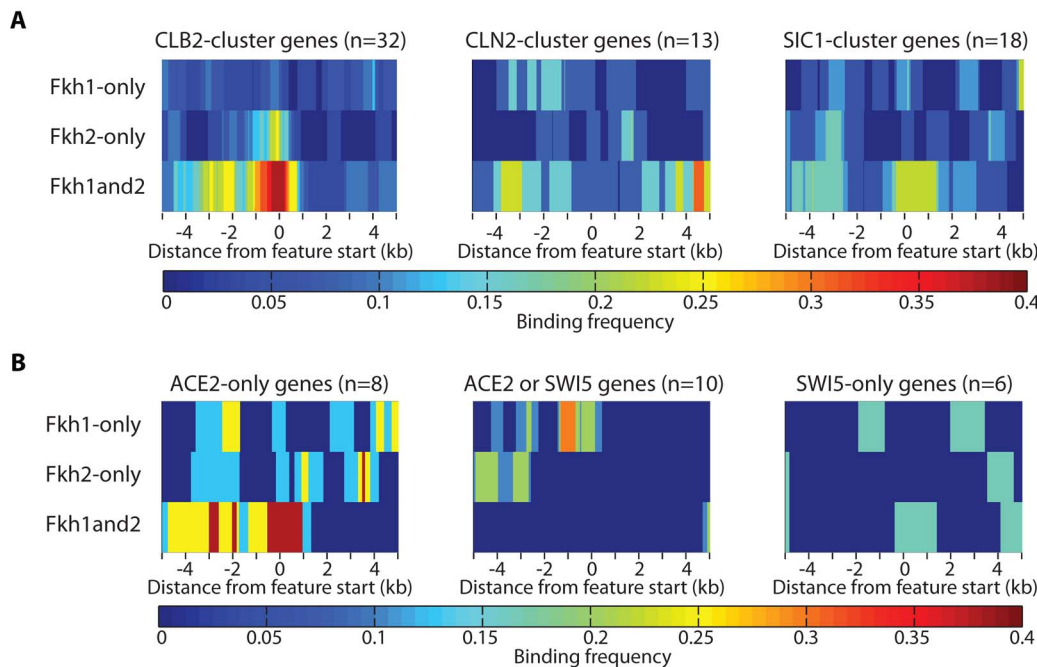 A
CLB2-cluster genes (n=32) CLN2-cluster genes (n=13) SIC1-cluster genes (n=18)
Fkh1-only
Fkh2-only
Fkh1and2
-4 -2 0 2 4 -4 -2 0 2 4 -4 -2 0 2 4
Distance from feature start (kb) Distance from feature start (kb) Distance from feature start (kb)
0 0.05 0.1 0.15 0.2 0.25 0.3 0.35 0.4
Binding frequency
B
ACE2-only genes (n=8) ACE2 or SWI5 genes (n=10) SWI5-only genes (n=6)
Fkh1-only
Fkh2-only
Fkh1and2
-4 -2 0 2 4 -4 -2 0 2 4 -4 -2 0 2 4
Distance from feature start (kb) Distance from feature start (kb) Distance from feature start (kb)
0 0.05 0.1 0.15 0.2 0.25 0.3 0.35 0.4
Binding frequency